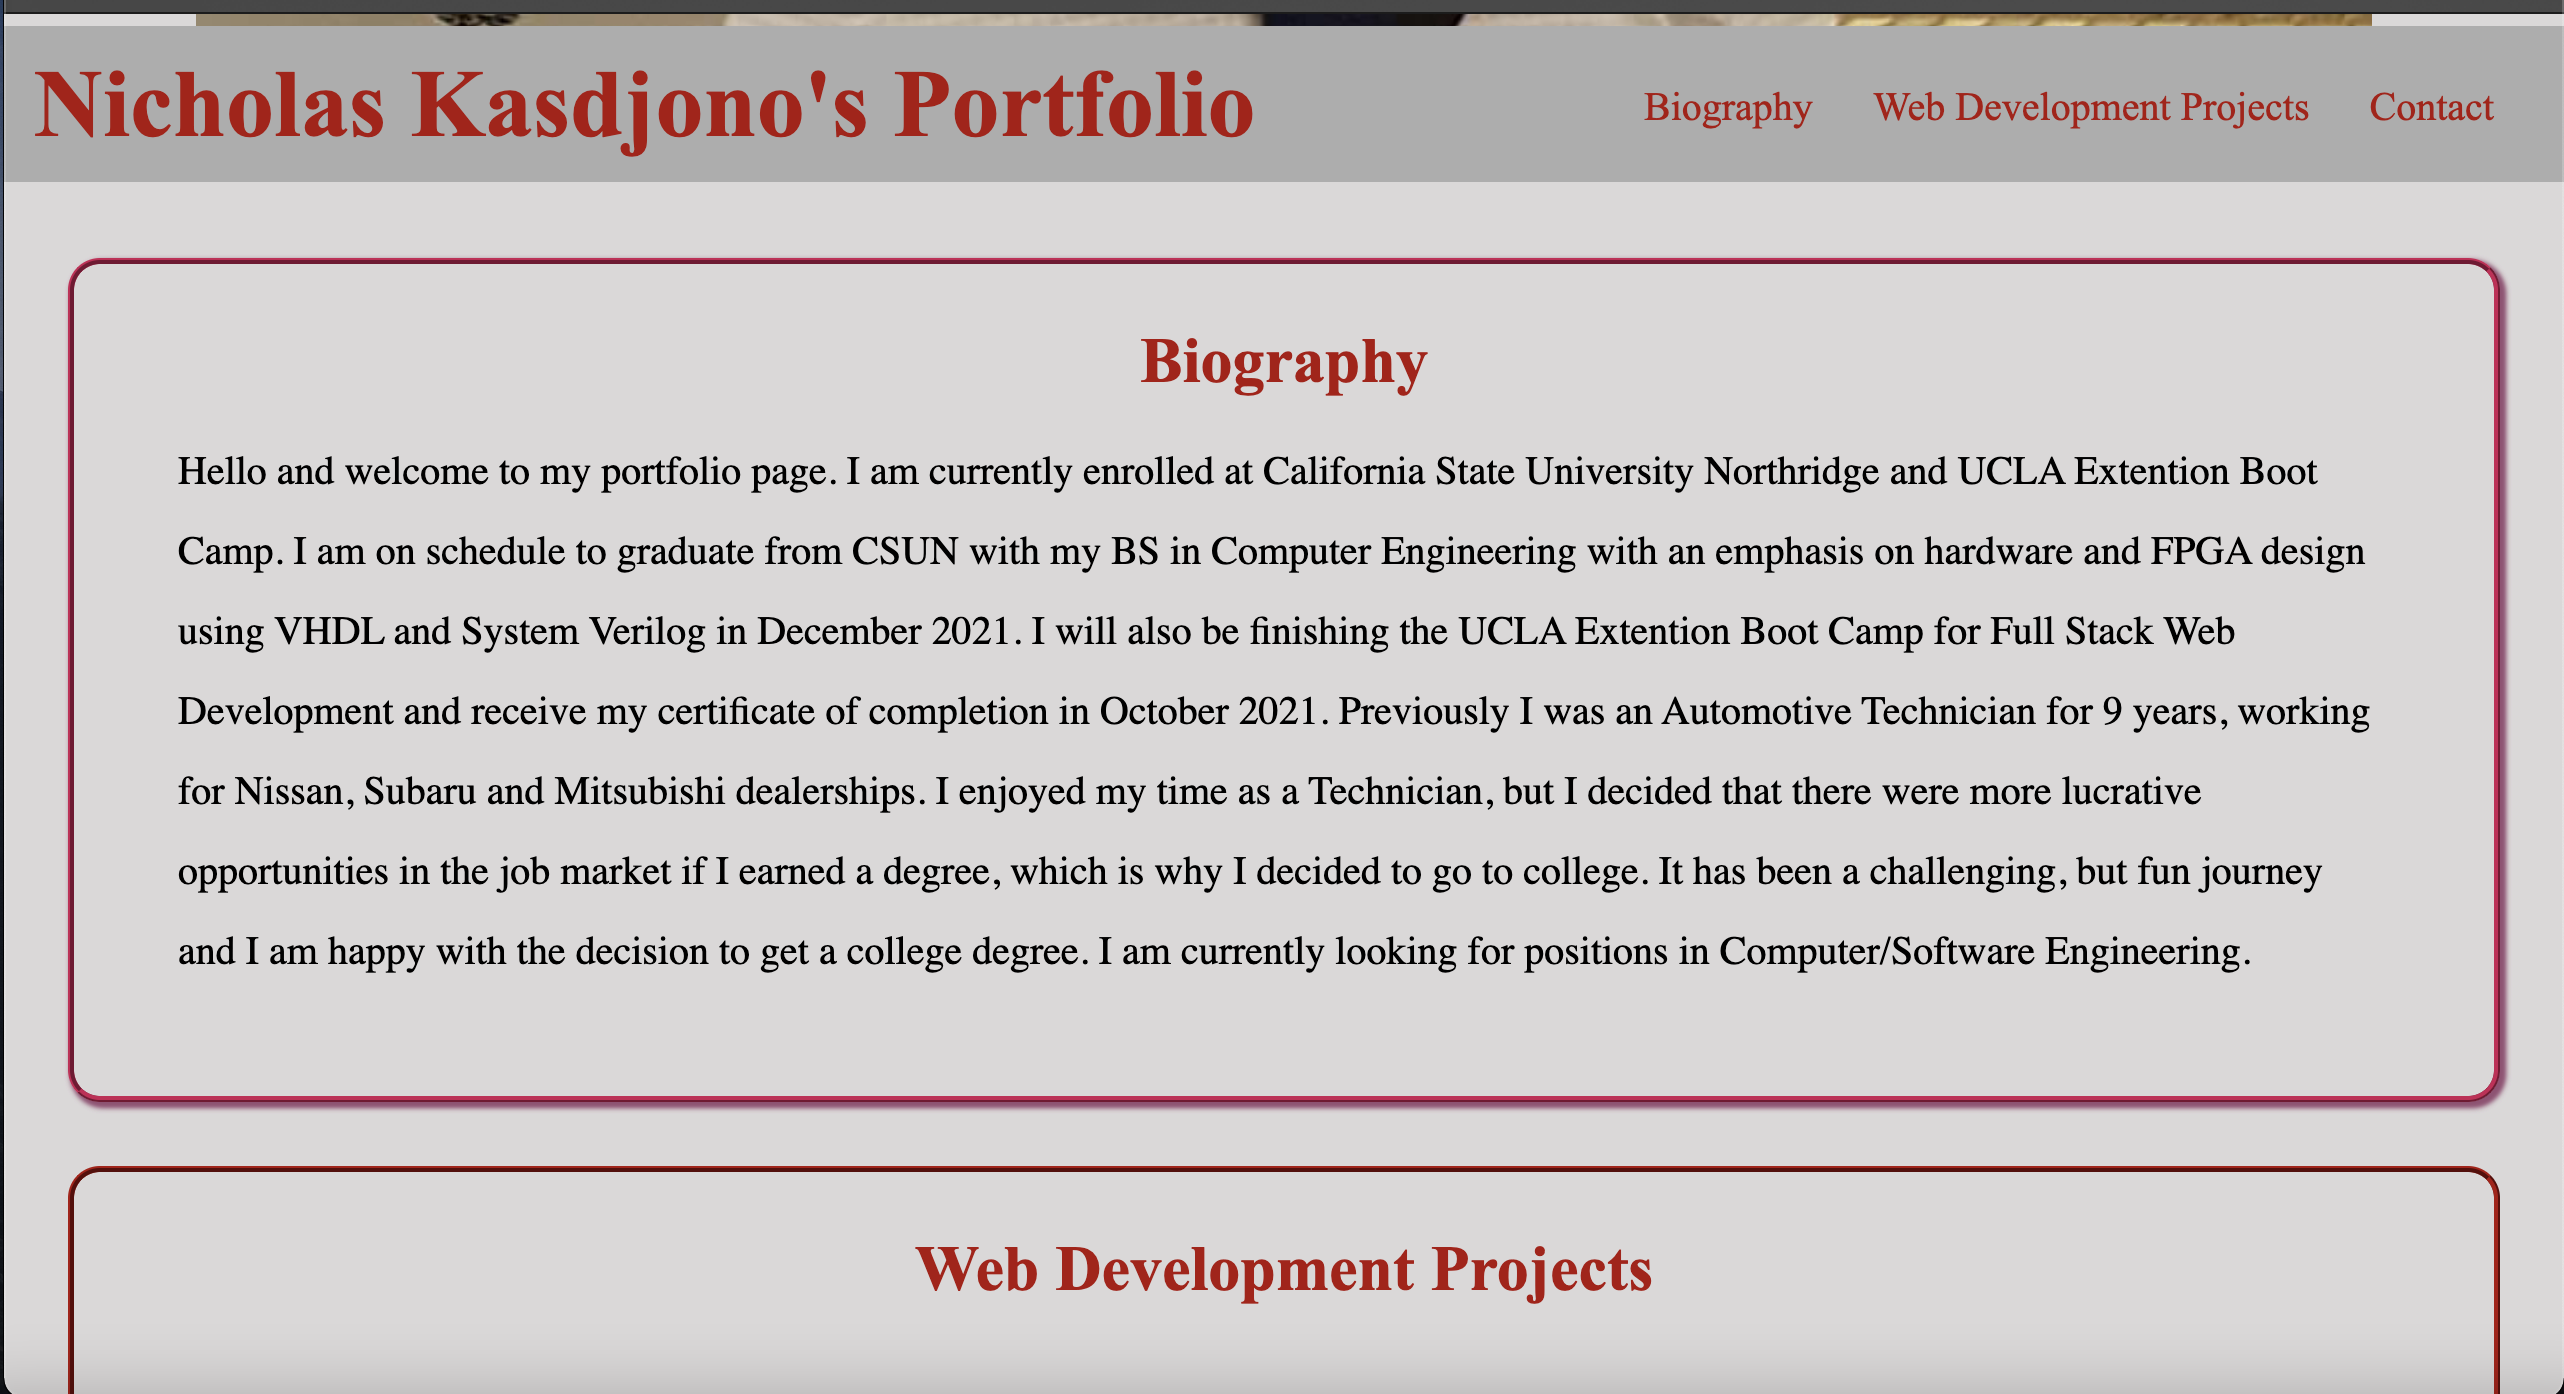 Nicholas Kasdjono's Portfolio
Biography Web Development Projects Contact
Biography
Hello and welcome to my portfolio page. I am currently enrolled at California State University Northridge and UCLA Extention Boot
Camp. I am on schedule to graduate from CSUN with my BS in Computer Engineering with an emphasis on hardware and FPGA design
using VHDL and System Verilog in December 2021. I will also be finishing the UCLA Extention Boot Camp for Full Stack Web
Development and receive my certificate of completion in October 2021. Previously I was an Automotive Technician for 9 years, working
for Nissan, Subaru and Mitsubishi dealerships. I enjoyed my time as a Technician, but I decided that there were more lucrative
opportunities in the job market if I earned a degree, which is why I decided to go to college. It has been a challenging, but fun journey
and I am happy with the decision to get a college degree. I am currently looking for positions in Computer/Software Engineering.
Web Development Projects